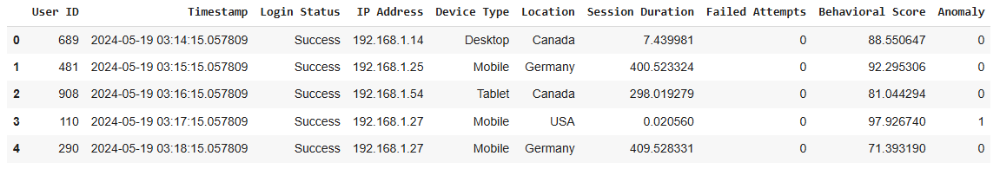 User ID Timestamp Login Status IP Address Device Type Location Session Duration Failed Attempts Behavioral Score Anomaly
0 689 2024-05-19 03:14:15.057809 Success 192.168.1.14 Desktop Canada 7.439981 0 88.550647 0
1 481 2024-05-19 03:15:15.057809 Success 192.168.1.25 Mobile Germany 400.523324 0 92.295306 0
2 908 2024-05-19 03:16:15.057809 Success 192.168.1.54 Tablet Canada 298.019279 0 81.044294 0
3 110 2024-05-19 03:17:15.057809 Success 192.168.1.27 Mobile USA 0.020560 0 97.926740 1
4 290 2024-05-19 03:18:15.057809 Success 192.168.1.27 Mobile Germany 409.528331 0 71.393190 0